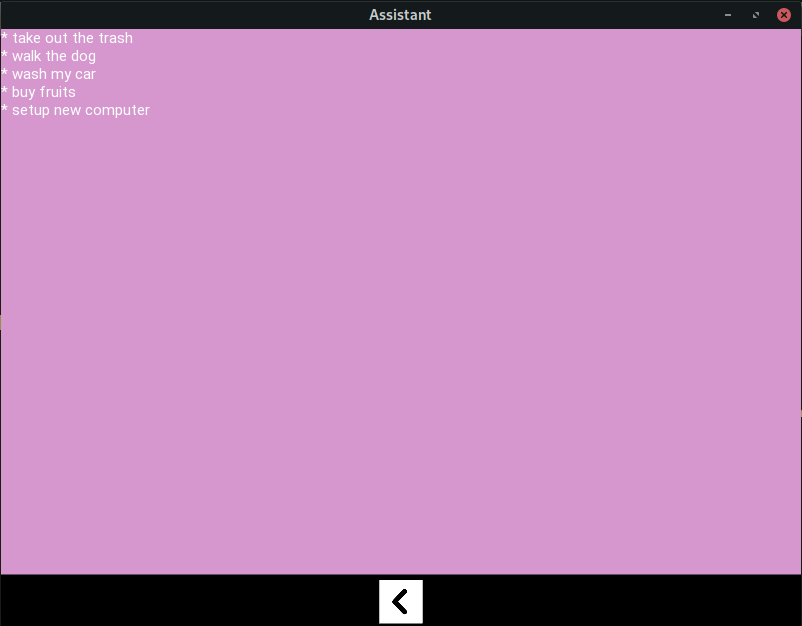 Assistant
* take out the trash
* walk the dog
* wash my car
* buy fruits
* setup new computer